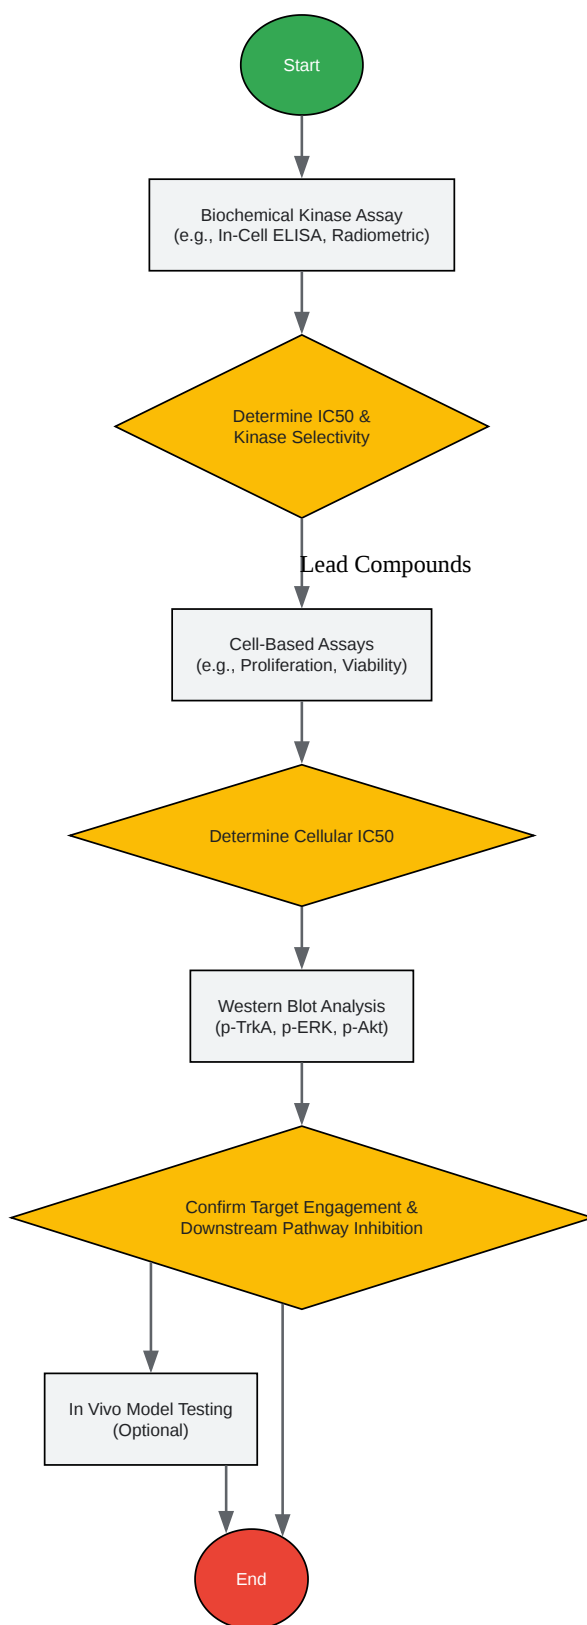 Start
Biochemical Kinase Assay
(e.g., In-Cell ELISA, Radiometric)
Determine IC50 &
Kinase Selectivity
Lead Compounds
Cell-Based Assays
(e.g., Proliferation, Viability)
Determine Cellular IC50
Western Blot Analysis
(p-TrkA, p-ERK, p-Akt)
Confirm Target Engagement &
Downstream Pathway Inhibition
In Vivo Model Testing
(Optional)
End